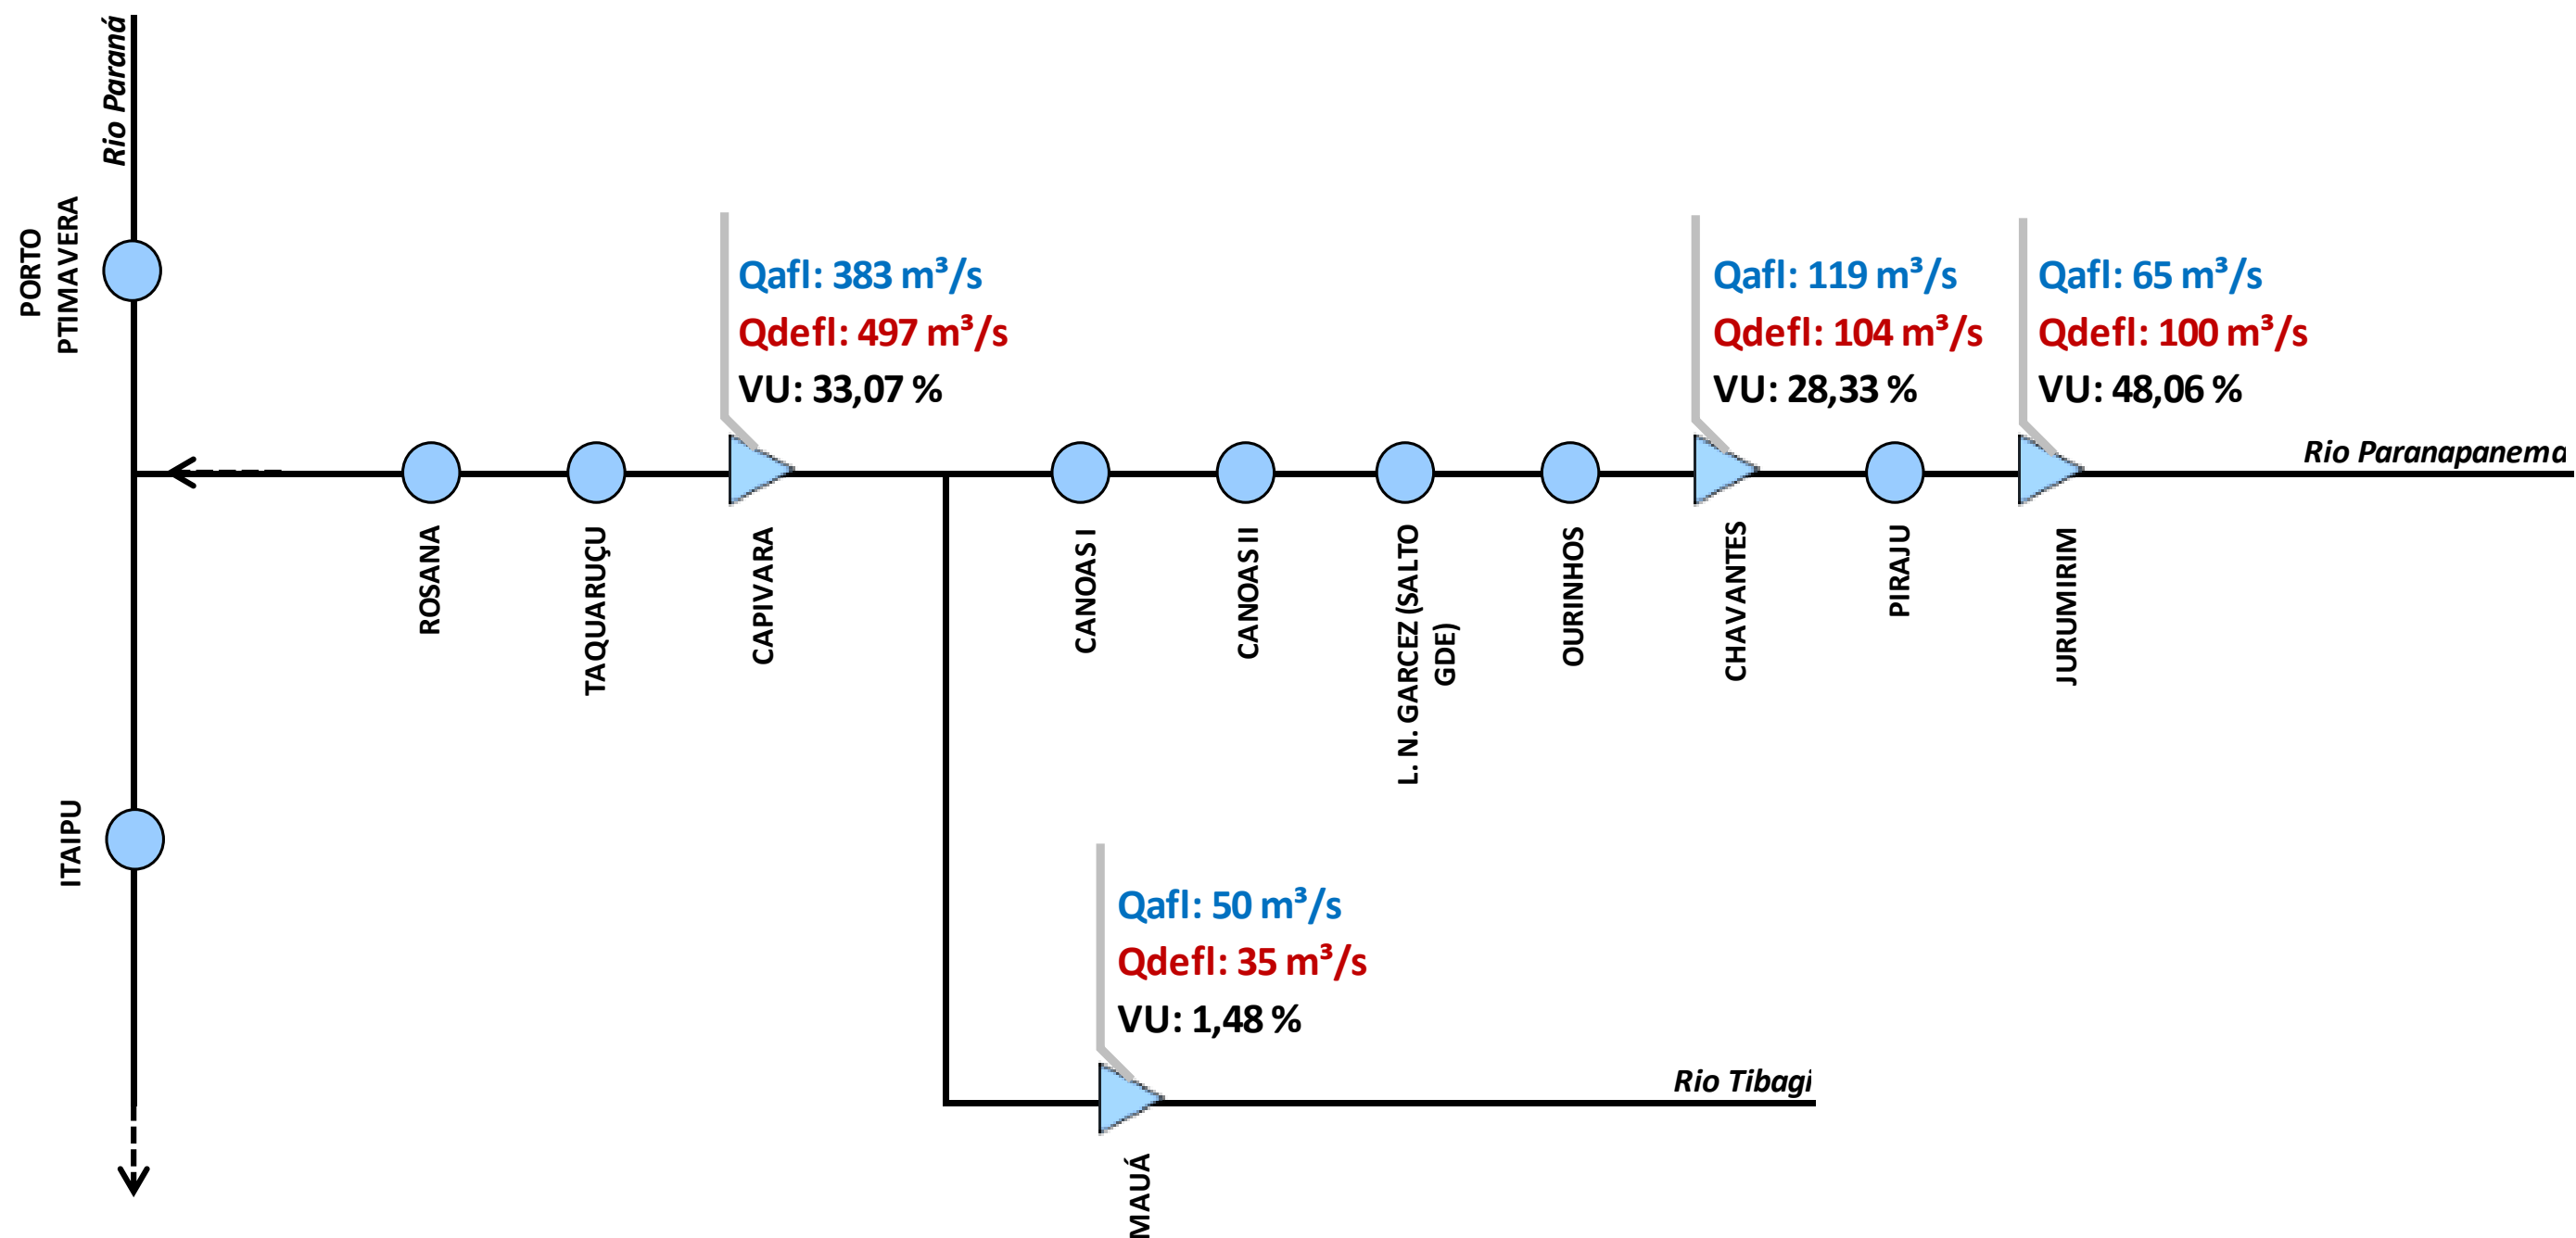 Rio Paraná
PORTO
PTIMAVERA
Qafl: 383 m³/s
Qdefl: 497 m³/s
VU: 33,07 %
Qafl: 119 m³/s
Qdefl: 104 m³/s
VU: 28,33 %
Qafl: 65 m³/s
Qdefl: 100 m³/s
VU: 48,06 %
Rio Paranapanema
ROSANA
TAQUARUÇU
CAPIVARA
CANOAS I
CANOAS II
L. N. GARCEZ (SALTO
GDE)
OURINHOS
CHAVANTES
PIRAJU
JURUMIRIM
ITAIPU
Qafl: 50 m³/s
Qdefl: 35 m³/s
VU: 1,48 %
Rio Tibagi
MAUÁ